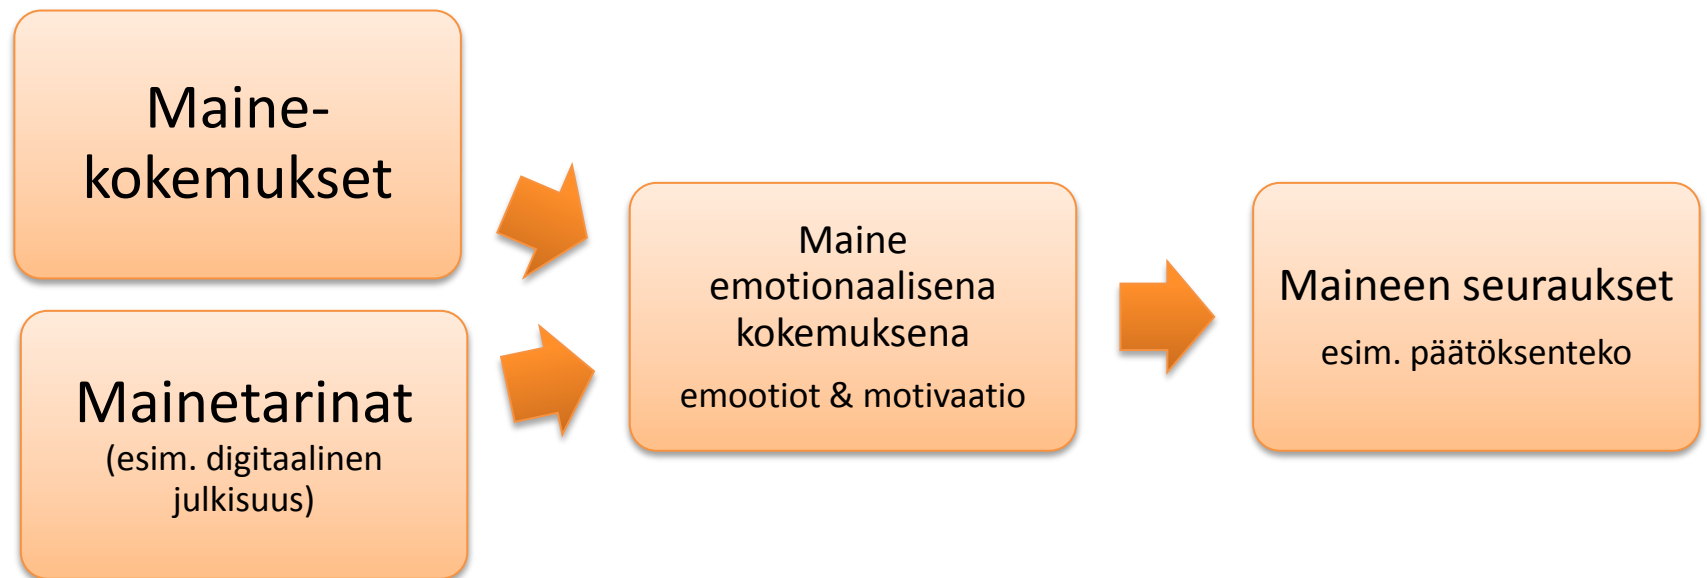 Maine-
kokemukset
Mainetarinat
(esim. digitaalinen
julkisuus)
Maine
emotionaalisena
kokemuksena
emootiot & motivaatio
Maineen seuraukset
esim. päätöksenteko